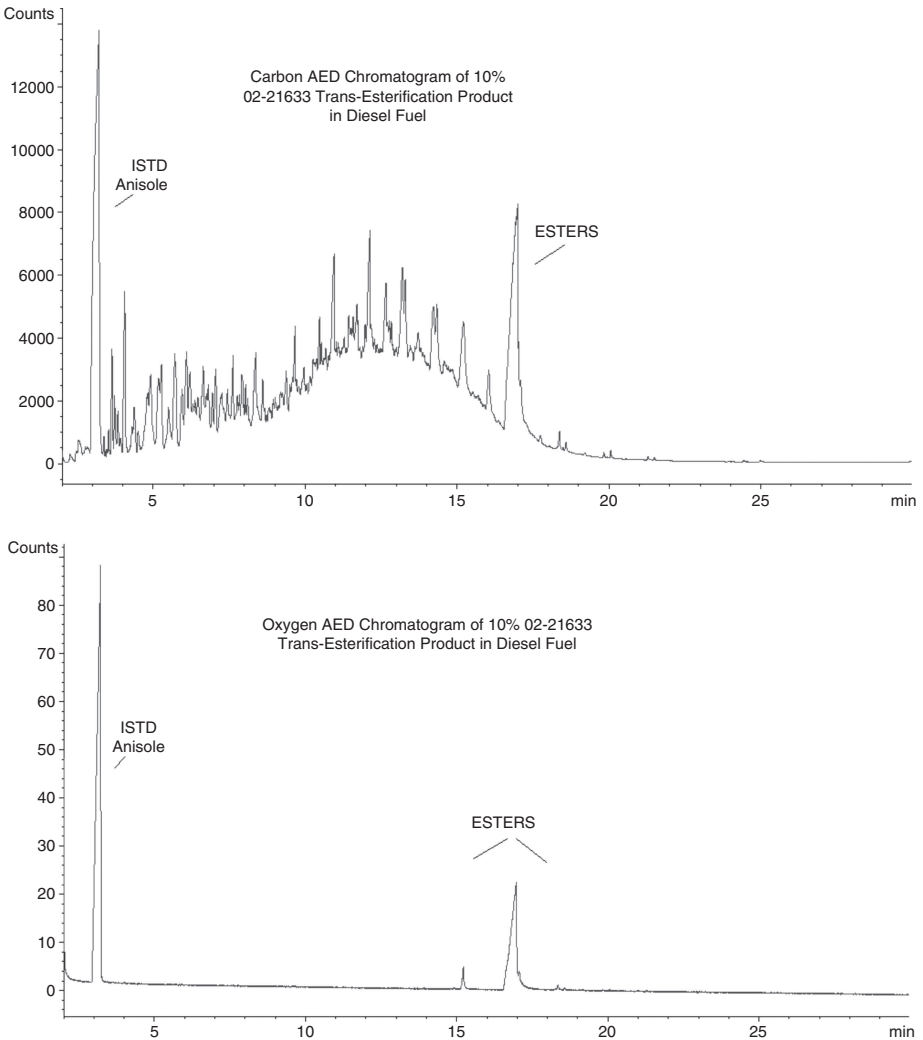 Counts
Carbon AED Chromatogram of 10%
02-21633 Trans-Esterification Product
in Diesel Fuel
12000
ISTD
Anisole
10000
8000
ESTERS
6000
4000
2000
0
5
10
15
20
25
min
Counts
80
Oxygen AED Chromatogram of 10% 02-21633
Trans-Esterification Product in Diesel Fuel
70
60
ISTD
Anisole
50
40
ESTERS
30
20
10
0
5
10
15
20
25
min